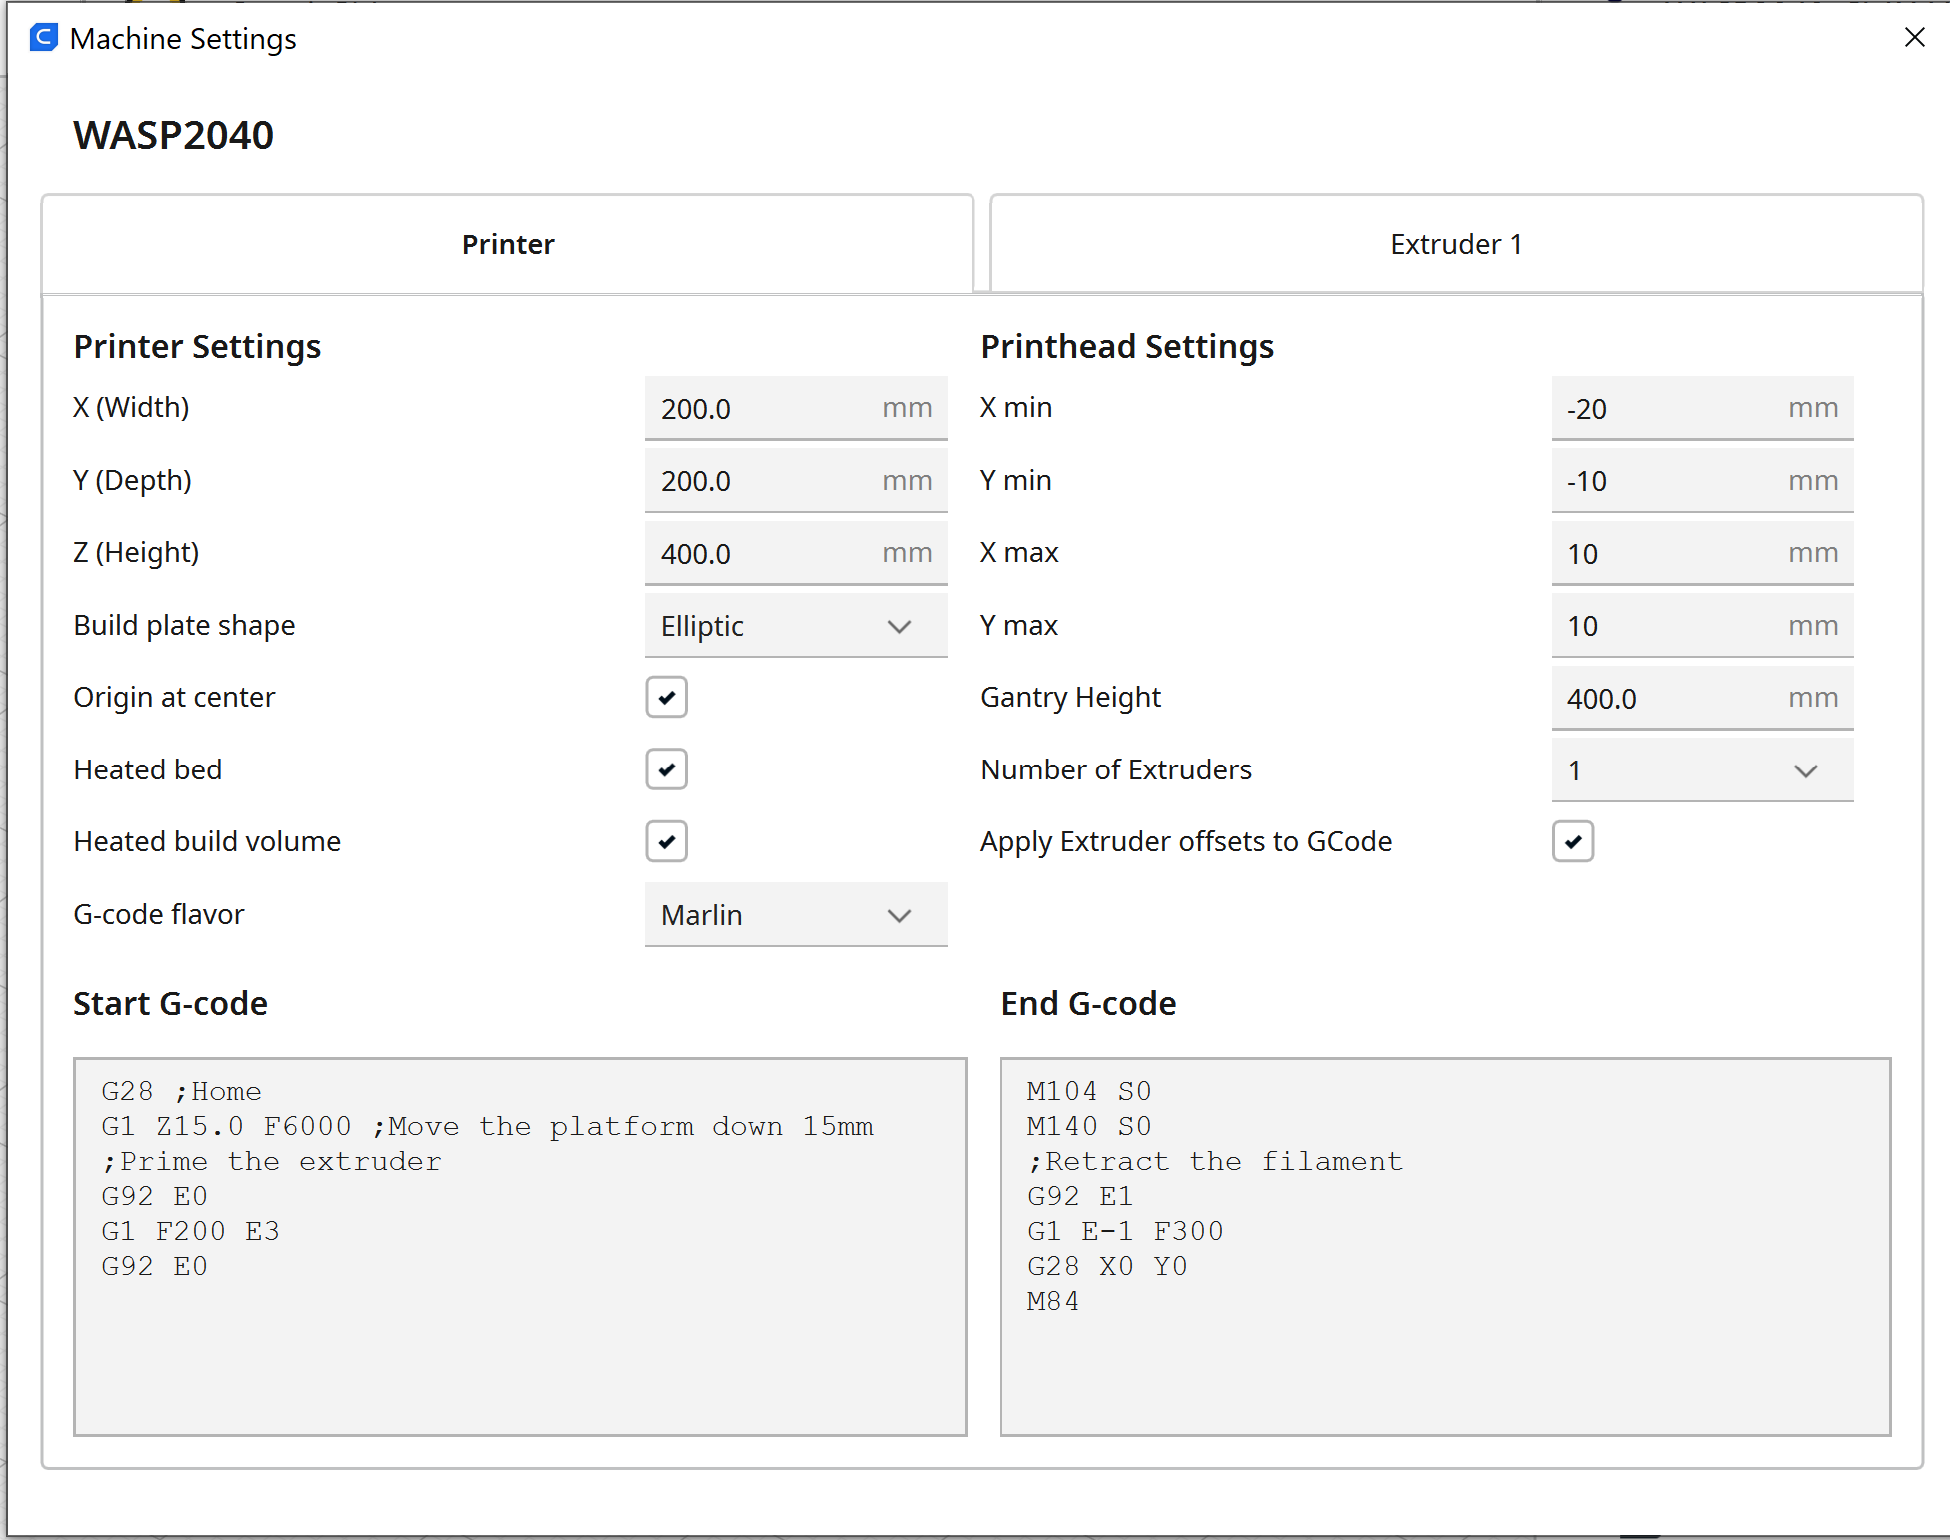 Machine Settings
WASP2040
Printer
Extruder 1
Printer Settings
X (Width)
200.0 mm
Y (Depth)
200.0 mm
Z (Height)
400.0 mm
Build plate shape
Elliptic
Origin at center
Heated bed
Heated build volume
G-code flavor
Marlin
Printhead Settings
X min
-20 mm
Y min
-10 mm
X max
10 mm
Y max
10 mm
Gantry Height
400.0 mm
Number of Extruders
1
Apply Extruder offsets to GCode
Start G-code
G28 ;Home
G1 Z15.0 F6000 ;Move the platform down 15mm
;Prime the extruder
G92 E0
G1 F200 E3
G92 E0
End G-code
M104 S0
M140 S0
;Retract the filament
G92 E1
G1 E-1 F300
G28 X0 Y0
M84